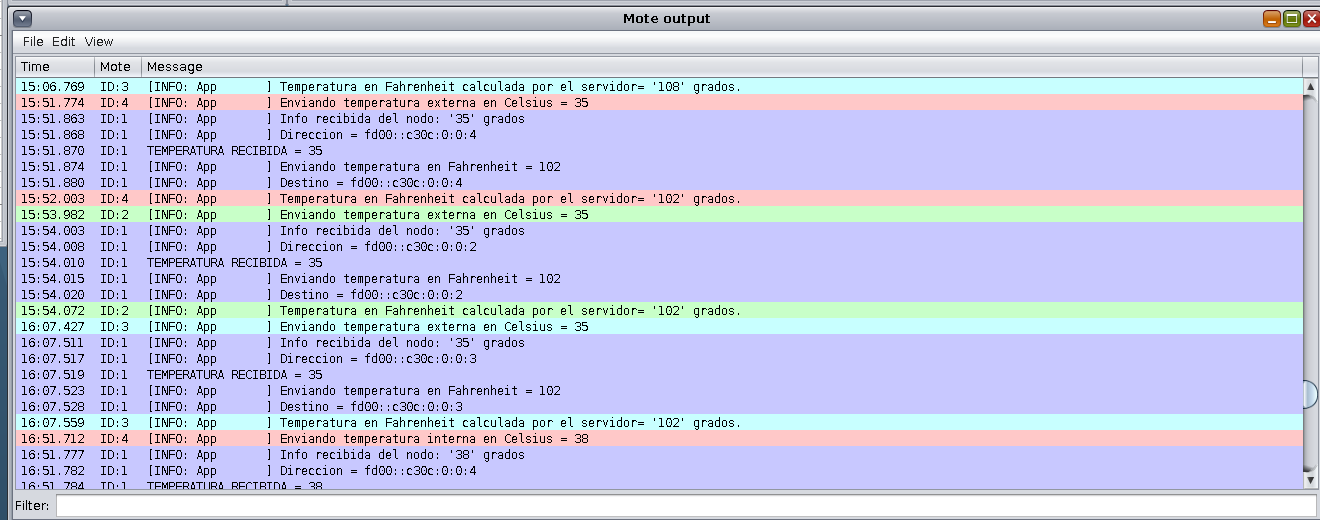 Mote output
File Edit View
Time Mote Message
15:06.769 ID:3 [INFO: App ] Temperatura en Fahrenheit calculada por el servidor= '108' grados.
15:51.774 ID:4 [INFO: App ] Enviando temperatura externa en Celsius = 35
15:51.863 ID:1 [INFO: App ] Info recibida del nodo: '35' grados
15:51.868 ID:1 [INFO: App ] Direccion = fd00::c30c:0:0:4
15:51.870 ID:1 TEMPERATURA RECIBIDA = 35
15:51.874 ID:1 [INFO: App ] Enviando temperatura en Fahrenheit = 102
15:51.880 ID:1 [INFO: App ] Destino = fd00::c30c:0:0:4
15:52.003 ID:4 [INFO: App ] Temperatura en Fahrenheit calculada por el servidor= '102' grados.
15:53.982 ID:2 [INFO: App ] Enviando temperatura externa en Celsius = 35
15:54.003 ID:1 [INFO: App ] Info recibida del nodo: '35' grados
15:54.008 ID:1 [INFO: App ] Direccion = fd00::c30c:0:0:2
15:54.010 ID:1 TEMPERATURA RECIBIDA = 35
15:54.015 ID:1 [INFO: App ] Enviando temperatura en Fahrenheit = 102
15:54.020 ID:1 [INFO: App ] Destino = fd00::c30c:0:0:2
15:54.072 ID:2 [INFO: App ] Temperatura en Fahrenheit calculada por el servidor= '102' grados.
16:07.427 ID:3 [INFO: App ] Enviando temperatura externa en Celsius = 35
16:07.511 ID:1 [INFO: App ] Info recibida del nodo: '35' grados
16:07.517 ID:1 [INFO: App ] Direccion = fd00::c30c:0:0:3
16:07.519 ID:1 TEMPERATURA RECIBIDA = 35
16:07.523 ID:1 [INFO: App ] Enviando temperatura en Fahrenheit = 102
16:07.528 ID:1 [INFO: App ] Destino = fd00::c30c:0:0:3
16:07.559 ID:3 [INFO: App ] Temperatura en Fahrenheit calculada por el servidor= '102' grados.
16:51.712 ID:4 [INFO: App ] Enviando temperatura interna en Celsius = 38
16:51.777 ID:1 [INFO: App ] Info recibida del nodo: '38' grados
16:51.782 ID:1 [INFO: App ] Direccion = fd00::c30c:0:0:4
16:51.784 ID:1 TEMPERATURA RECIBIDA = 38
Filter: